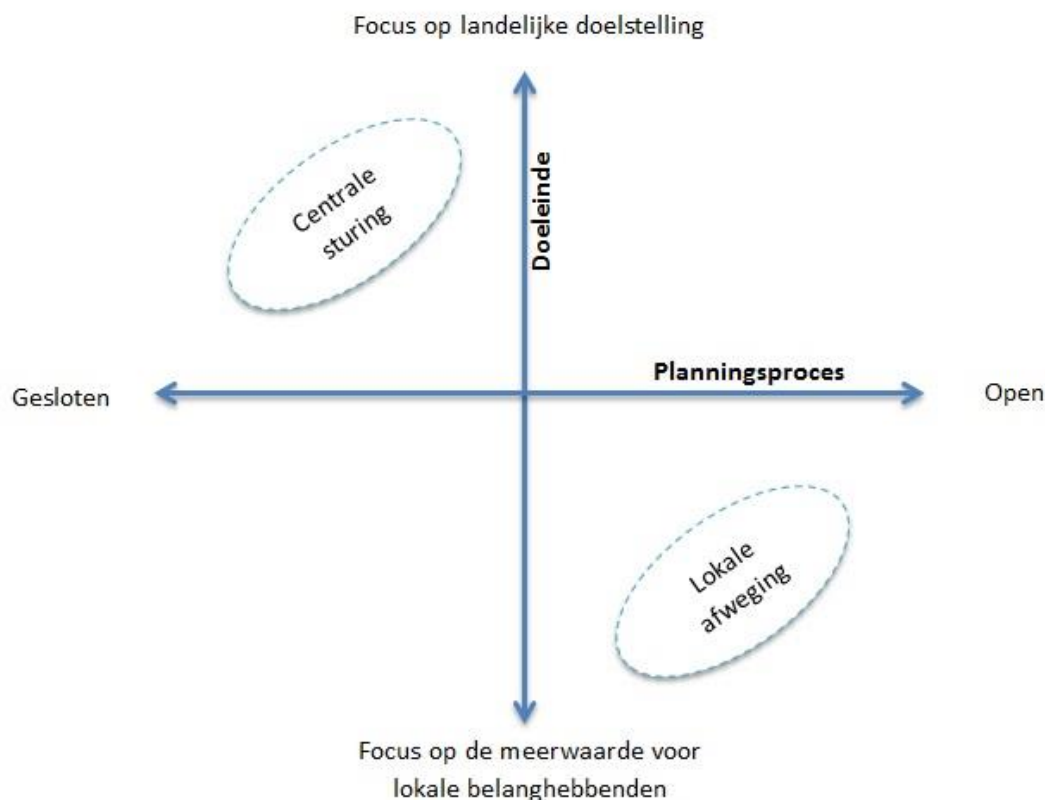 Focus op landelijke doelstelling
Centrale
sturing
Doeleinde
Planningsproces
Gesloten
Open
Lokale
afweging
Focus op de meerwaarde voor
lokale belanghebbenden